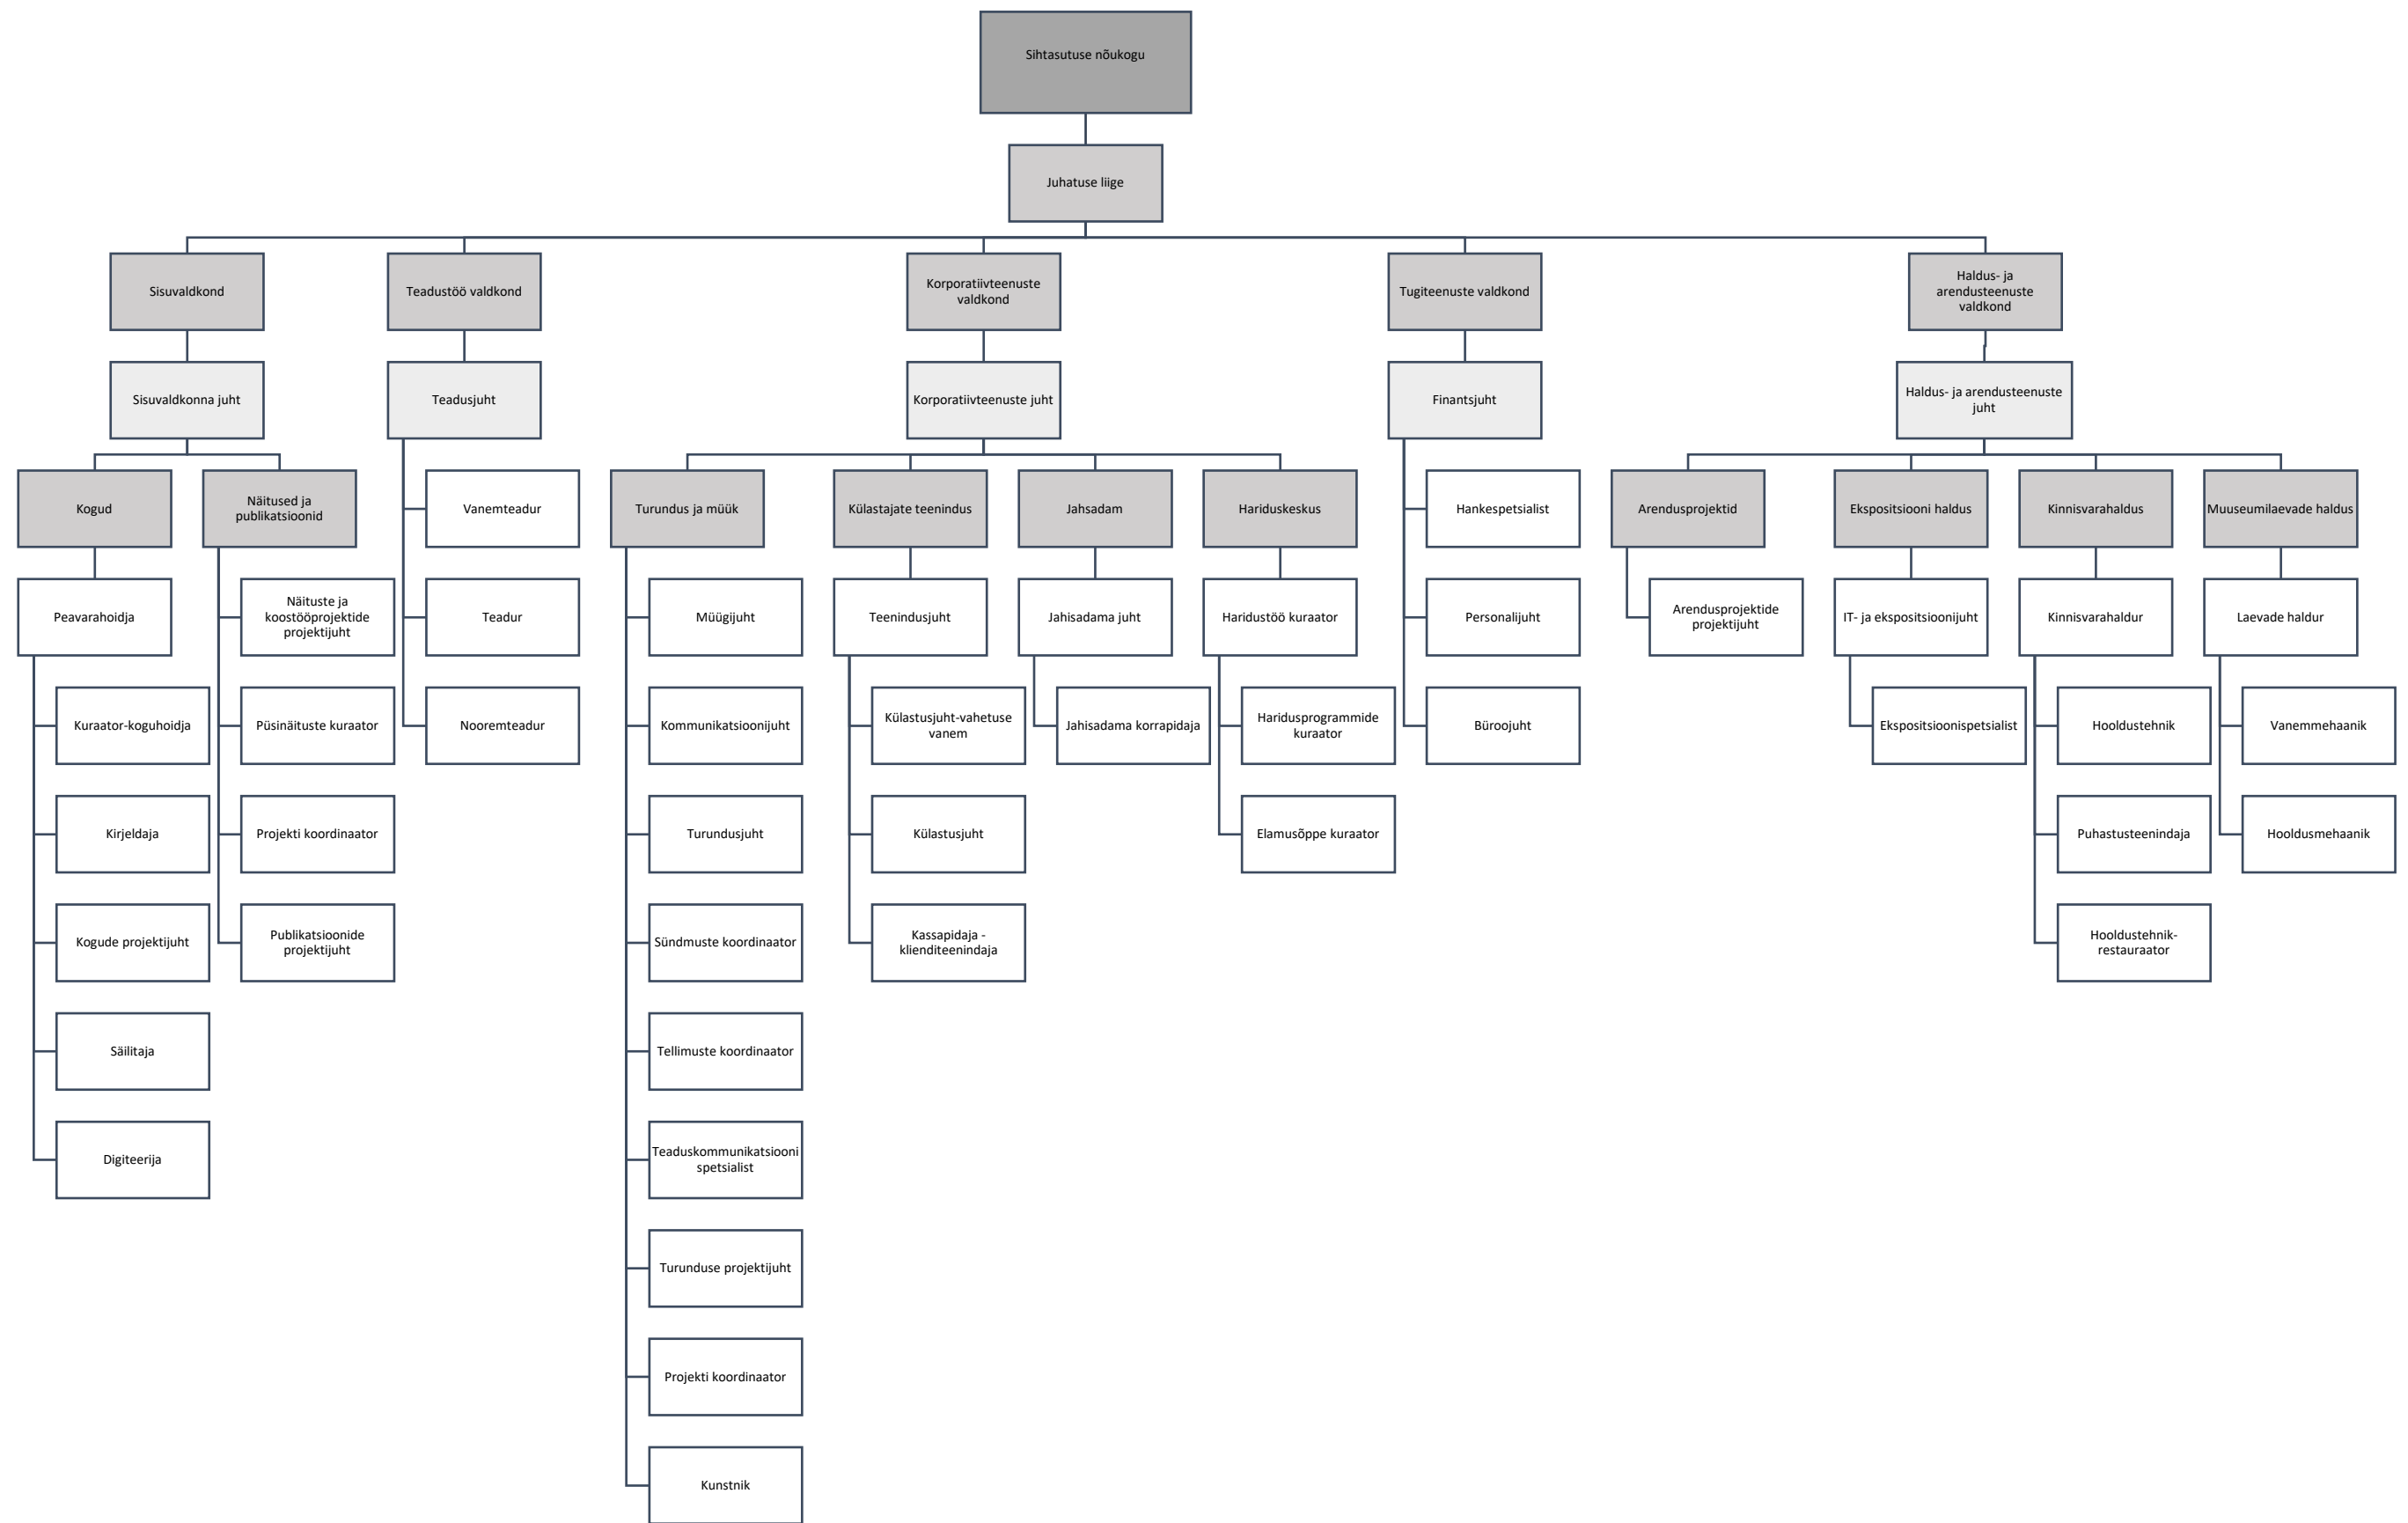 Sihtasutuse nõukogu
Juhatuse liige
Sisuvaldkond
Teadustöö valdkond
Korporatiivteenuste
valdkond
Tugiteenuste valdkond
Haldus- ja
arendusteenuste
valdkond
Sisuvaldkonna juht
Teadusjuht
Korporatiivteenuste juht
Finantsjuht
Haldus- ja arendusteenuste
juht
Kogud
Näitused ja
publikatsioonid
Vanemteadur
Turundus ja müük
Külastajate teenindus
Jahsadam
Hariduskeskus
Hankespetsialist
Arendusprojektid
Ekspositsiooni haldus
Kinnisvarahaldus
Muuseumilaevade haldus
Peavarahoidja
Näituste ja
koostööprojektide
projektijuht
Teadur
Müügijuht
Teenindusjuht
Jahisadama juht
Haridustöö kuraator
Personalijuht
Arendusprojektide
projektijuht
IT- ja ekspositsioonijuht
Kinnisvarahaldur
Laevade haldur
Kuraator-koguhoidja
Püsinäituste kuraator
Nooremteadur
Kommunikatsioonijuht
Külastusjuht-vahetuse
vanem
Jahisadama korrapidaja
Haridusprogrammide
kuraator
Büroojuht
Ekspositsioonispetsialist
Hooldustehnik
Vanemmehaanik
Kirjeldaja
Projekti koordinaator
Turundusjuht
Külastusjuht
Elamusõppe kuraator
Puhastusteenindaja
Hooldusmehaanik
Kogude projektijuht
Publikatsioonide
projektijuht
Sündmuste koordinaator
Kassapidaja -
klienditeenindaja
Hooldustehnik-
restauraator
Säilitaja
Tellimuste koordinaator
Digiteerija
Teaduskommunikatsiooni
spetsialist
Turunduse projektijuht
Projekti koordinaator
Kunstnik